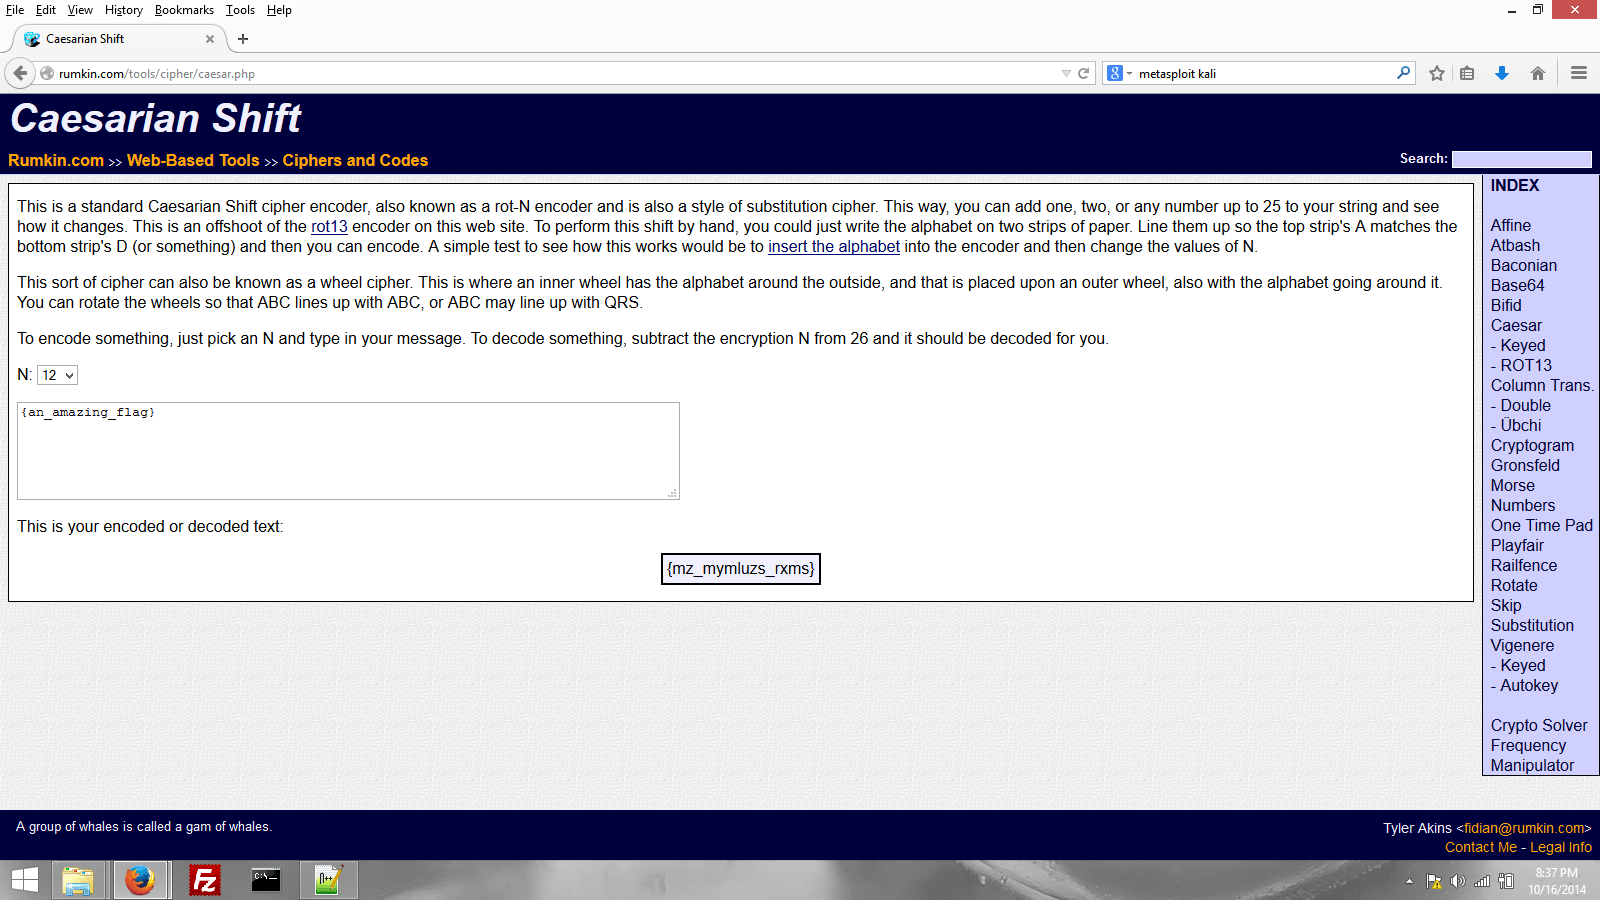 File Edit View History Bookmarks Tools Help
Caesarian Shift
rumkin.com/tools/cipher/caesar.php
metasploit kali
Caesarian Shift
Rumkin.com >> Web-Based Tools >> Ciphers and Codes
Search:
This is a standard Caesarian Shift cipher encoder, also known as a rot-N encoder and is also a style of substitution cipher. This way, you can add one, two, or any number up to 25 to your string and see
how it changes. This is an offshoot of the rot13 encoder on this web site. To perform this shift by hand, you could just write the alphabet on two strips of paper. Line them up so the top strip's A matches the
bottom strip's D (or something) and then you can encode. A simple test to see how this works would be to insert the alphabet into the encoder and then change the values of N.
This sort of cipher can also be known as a wheel cipher. This is where an inner wheel has the alphabet around the outside, and that is placed upon an outer wheel, also with the alphabet going around it.
You can rotate the wheels so that ABC lines up with ABC, or ABC may line up with QRS.
To encode something, just pick an N and type in your message. To decode something, subtract the encryption N from 26 and it should be decoded for you.
N: 12
{an_amazing_flag}
This is your encoded or decoded text:
{mz_mymluzs_rxms}
INDEX
Affine
Atbash
Baconian
Base64
Bifid
Caesar
- Keyed
- ROT13
Column Trans.
- Double
- Übchi
Cryptogram
Gronsfeld
Morse
Numbers
One Time Pad
Playfair
Railfence
Rotate
Skip
Substitution
Vigenere
- Keyed
- Autokey
Crypto Solver
Frequency
Manipulator
A group of whales is called a gam of whales.
Tyler Akins <fidian@rumkin.com>
Contact Me - Legal Info
8:37 PM
10/16/2014